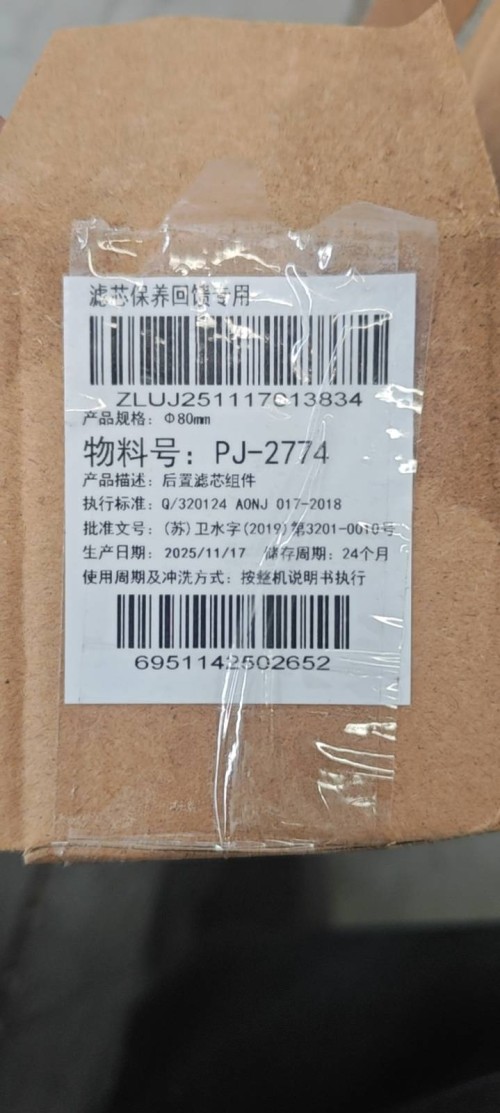 滤芯保养回馈专用
ZLUJ251117013834
产品规格：Φ80mm
物料号：PJ-2774
产品描述：后置滤芯组件
执行标准：Q/320124 AONJ 017-2018
批准文号：(苏)卫水字(2019)第3201-0010号
生产日期：2025/11/17 储存周期：24个月
使用周期及冲洗方式：按整机说明书执行
6951142502652